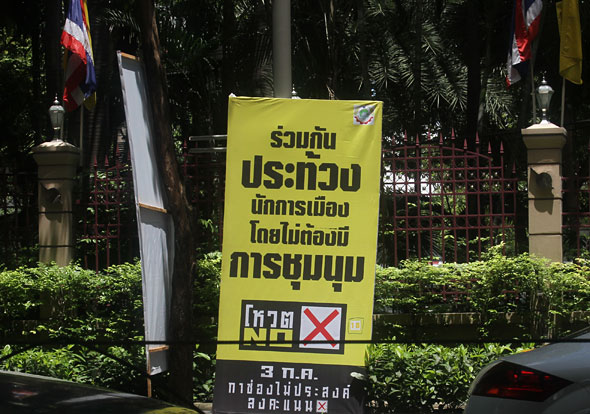 ร่วมกัน
ประท้วง
นักการเมือง
โดยไม่ต้องมี
การชุมนุม
โหวต
NO
3 ก.ค.
กาช่องไม่ประสงค์
ลงคะแนน